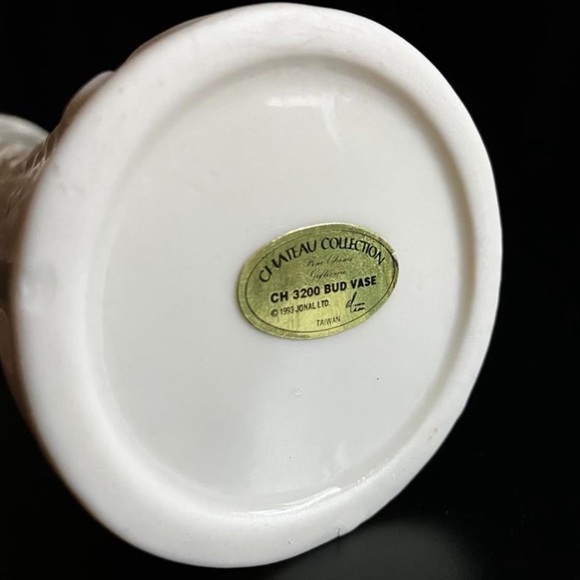 CHATEAU COLLECTION
Fine China
Giftware
CH 3200 BUD VASE
© 1993 JONAL LTD.
TAIWAN